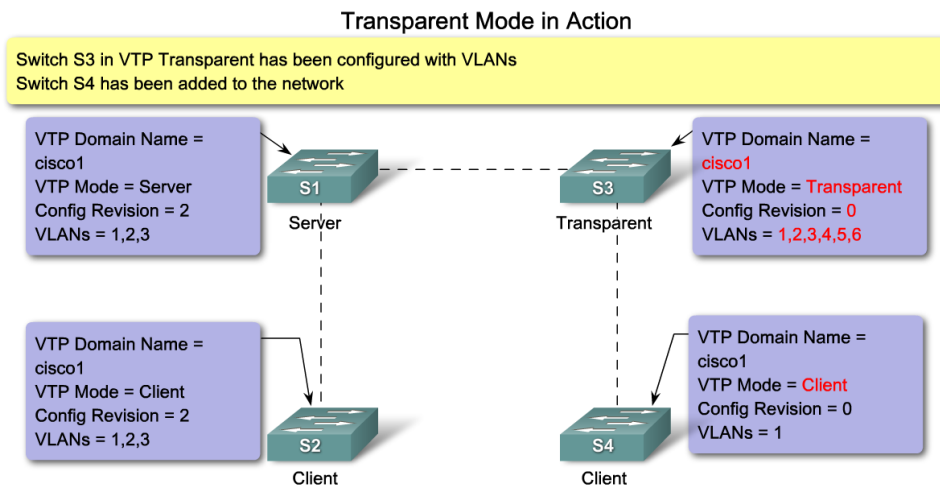 Transparent Mode in Action
Switch S3 in VTP Transparent has been configured with VLANs
Switch S4 has been added to the network
VTP Domain Name =
cisco1
VTP Mode = Server
Config Revision = 2
VLANs = 1,2,3
S1
Server
S3
Transparent
VTP Domain Name =
cisco1
VTP Mode = Transparent
Config Revision = 0
VLANs = 1,2,3,4,5,6
VTP Domain Name =
cisco1
VTP Mode = Client
Config Revision = 2
VLANs = 1,2,3
S2
Client
S4
Client
VTP Domain Name =
cisco1
VTP Mode = Client
Config Revision = 0
VLANs = 1